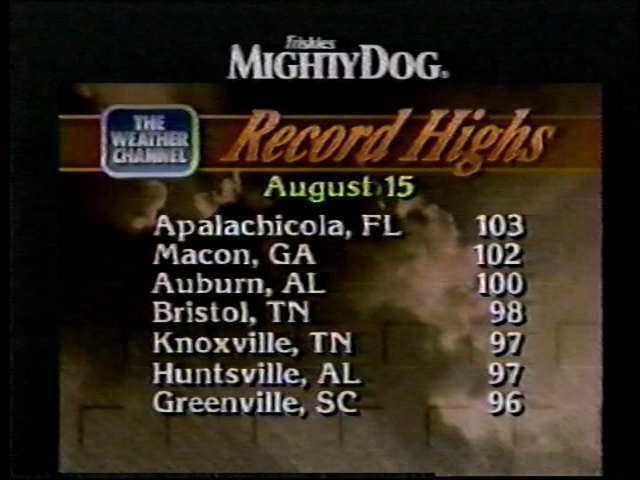 Friskies
MIGHTY DOG®
THE
WEATHER
CHANNEL
Record Highs
August 15
Apalachicola, FL 103
Macon, GA 102
Auburn, AL 100
Bristol, TN 98
Knoxville, TN 97
Huntsville, AL 97
Greenville, SC 96